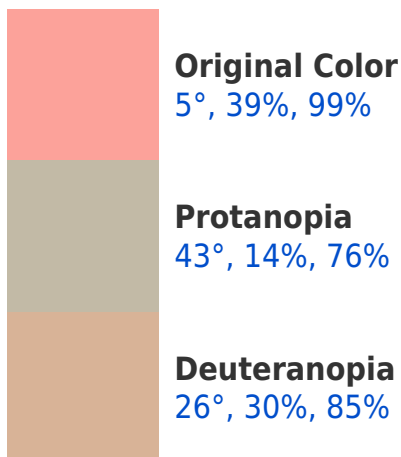 Original Color
5°, 39%, 99%
Protanopia
43°, 14%, 76%
Deuteranopia
26°, 30%, 85%